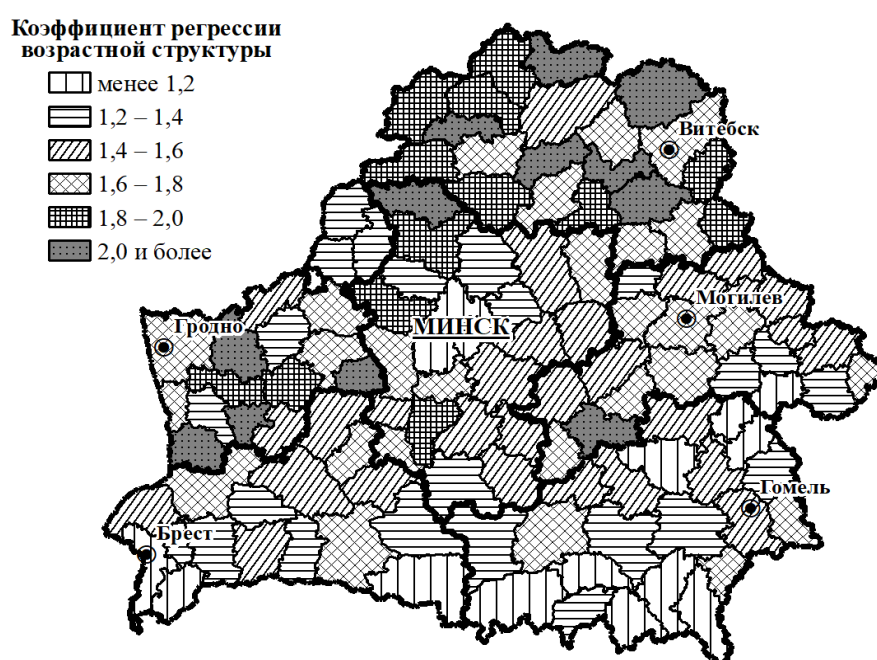 Коэффициент регрессии
возрастной структуры
менее 1,2
1,2 – 1,4
1,4 – 1,6
1,6 – 1,8
1,8 – 2,0
2,0 и более
Витебск
Могилев
Гродно
МИНСК
Гомель
Брест